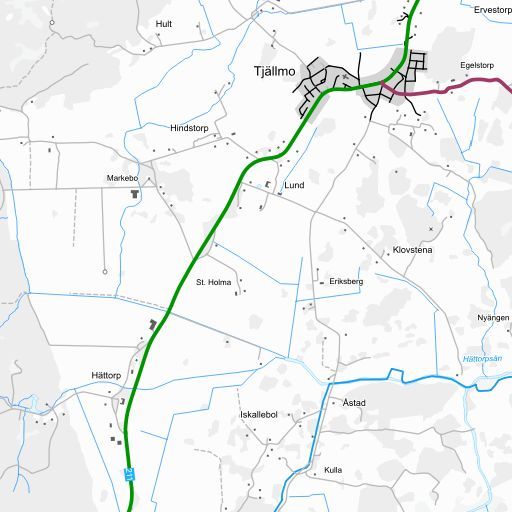 Ervestorp
Hult
Tjällmo
Egelstorp
Hindstorp
Markebo
Lund
Klovstena
St. Holma
Eriksberg
Nyängen
Hättorpsån
Hättorp
Åstad
Iskallebol
Kulla
211